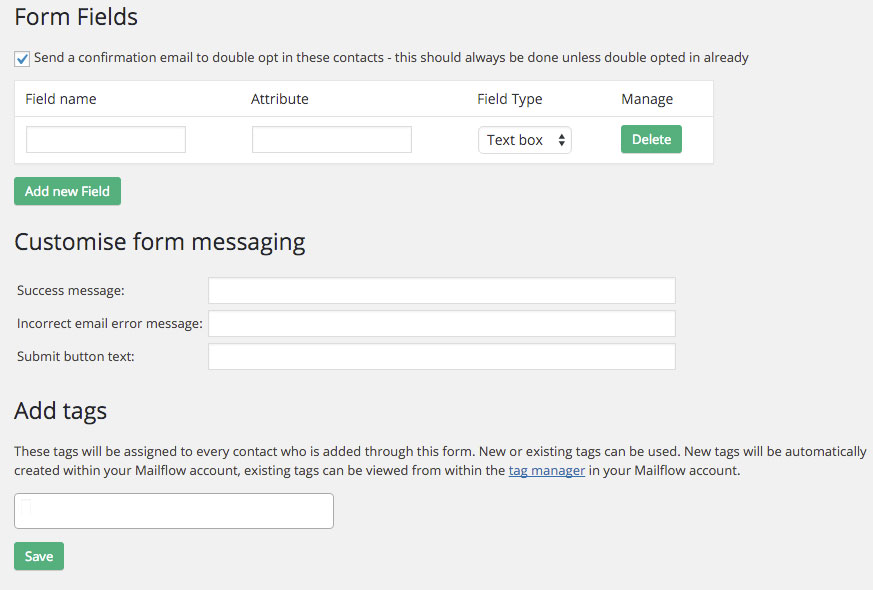 Form Fields
Send a confirmation email to double opt in these contacts - this should always be done unless double opted in already
Field name Attribute Field Type Manage
Text box Delete
Add new Field
Customise form messaging
Success message:
Incorrect email error message:
Submit button text:
Add tags
These tags will be assigned to every contact who is added through this form. New or existing tags can be used. New tags will be automatically
created within your Mailflow account, existing tags can be viewed from within the tag manager in your Mailflow account.
Save